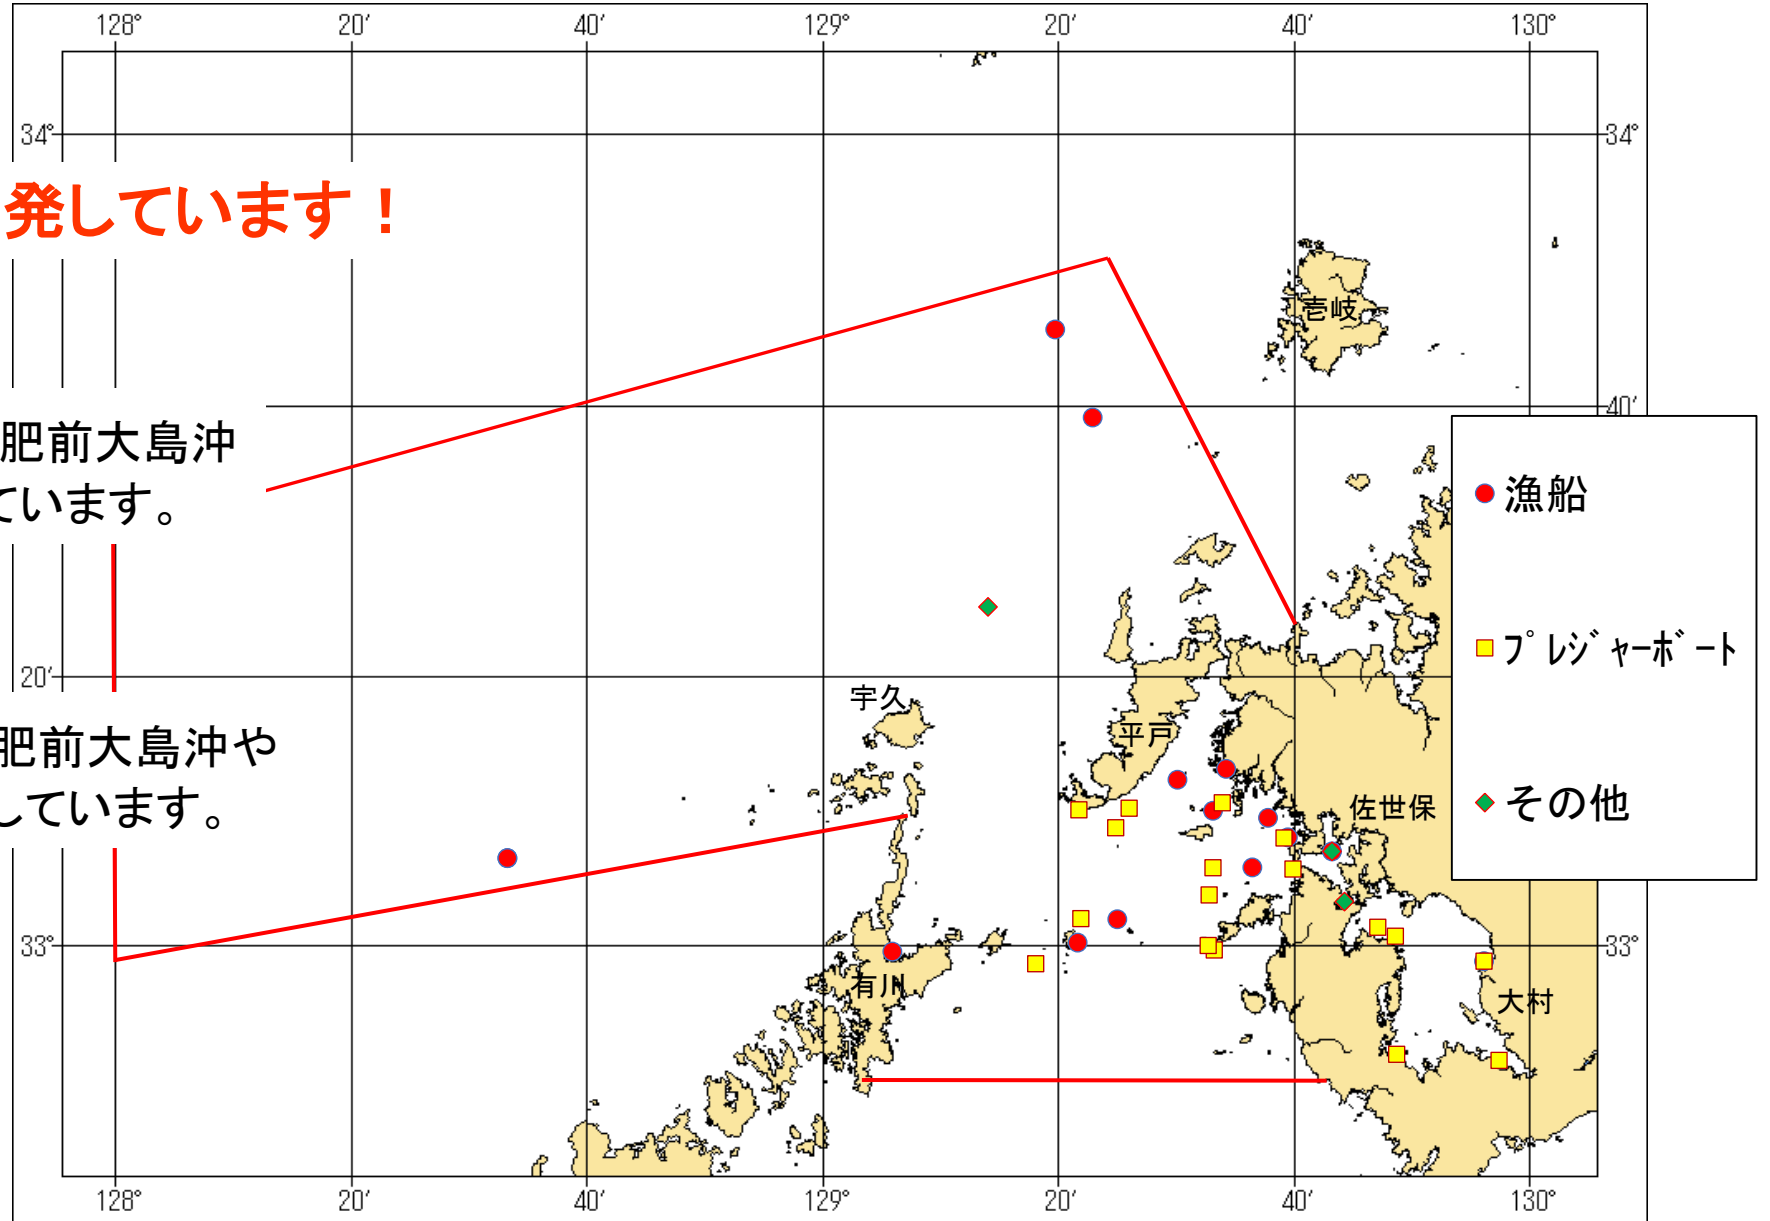 128° 20′ 40′ 129° 20′ 40′ 130°
34° 34°
発しています！
壱岐
40′
肥前大島沖
ています。
漁船
ﾌﾟﾚｼﾞｬｰﾎﾞｰﾄ
20′
宇久
平戸
肥前大島沖や
しています。
佐世保
その他
33° 33°
有川
大村
128° 20′ 40′ 129° 20′ 40′ 130°